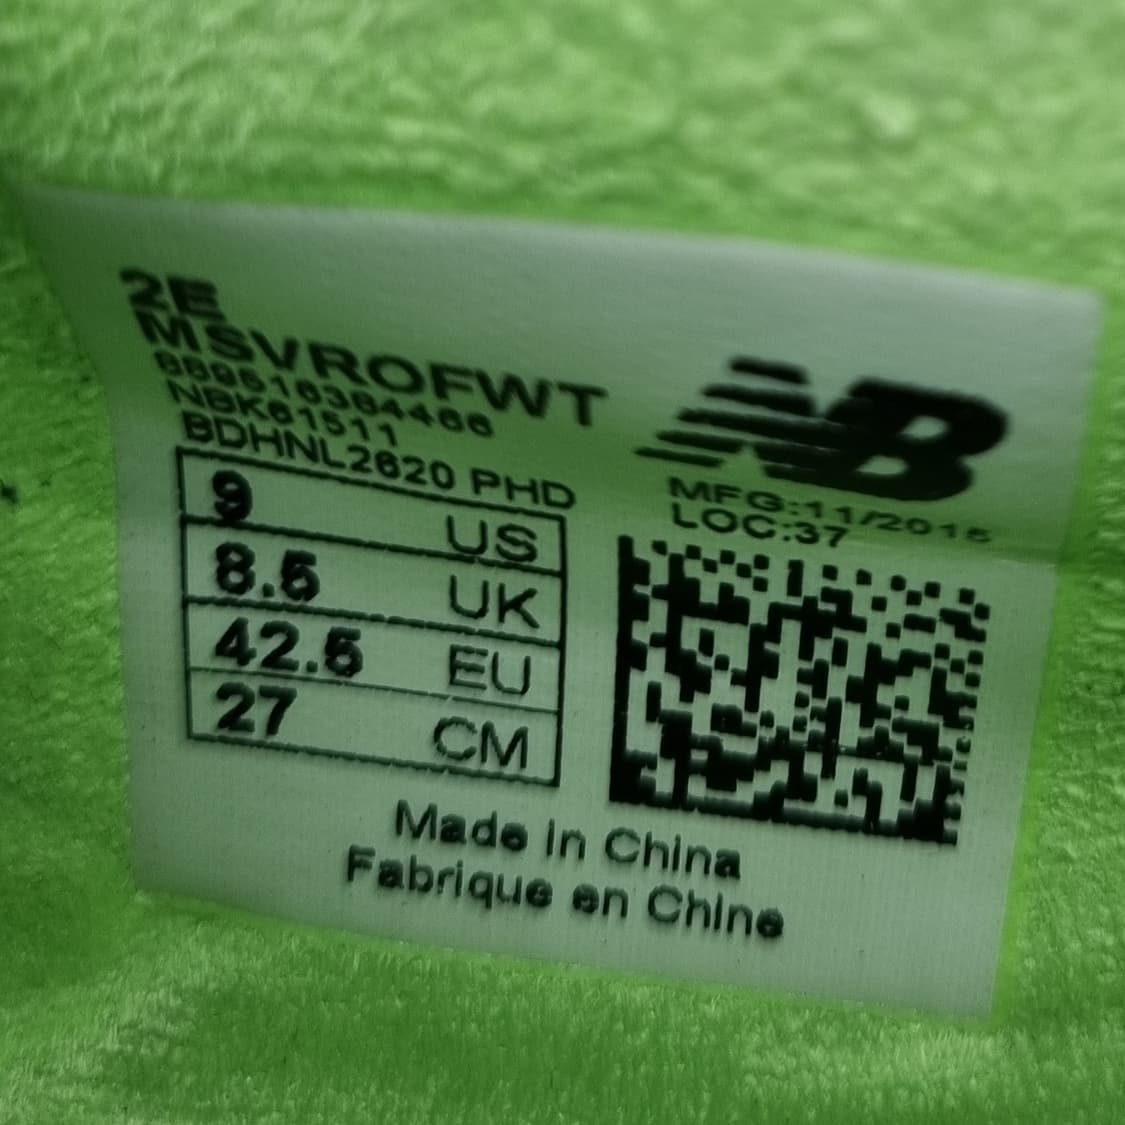 2E
MSVROFWT
NBK61511
BDHNL2620 PHD
9 US
8.5 UK
42.5 EU
27 CM
NB
MFG:11/2015
LOC:37
Made in China
Fabrique en Chine